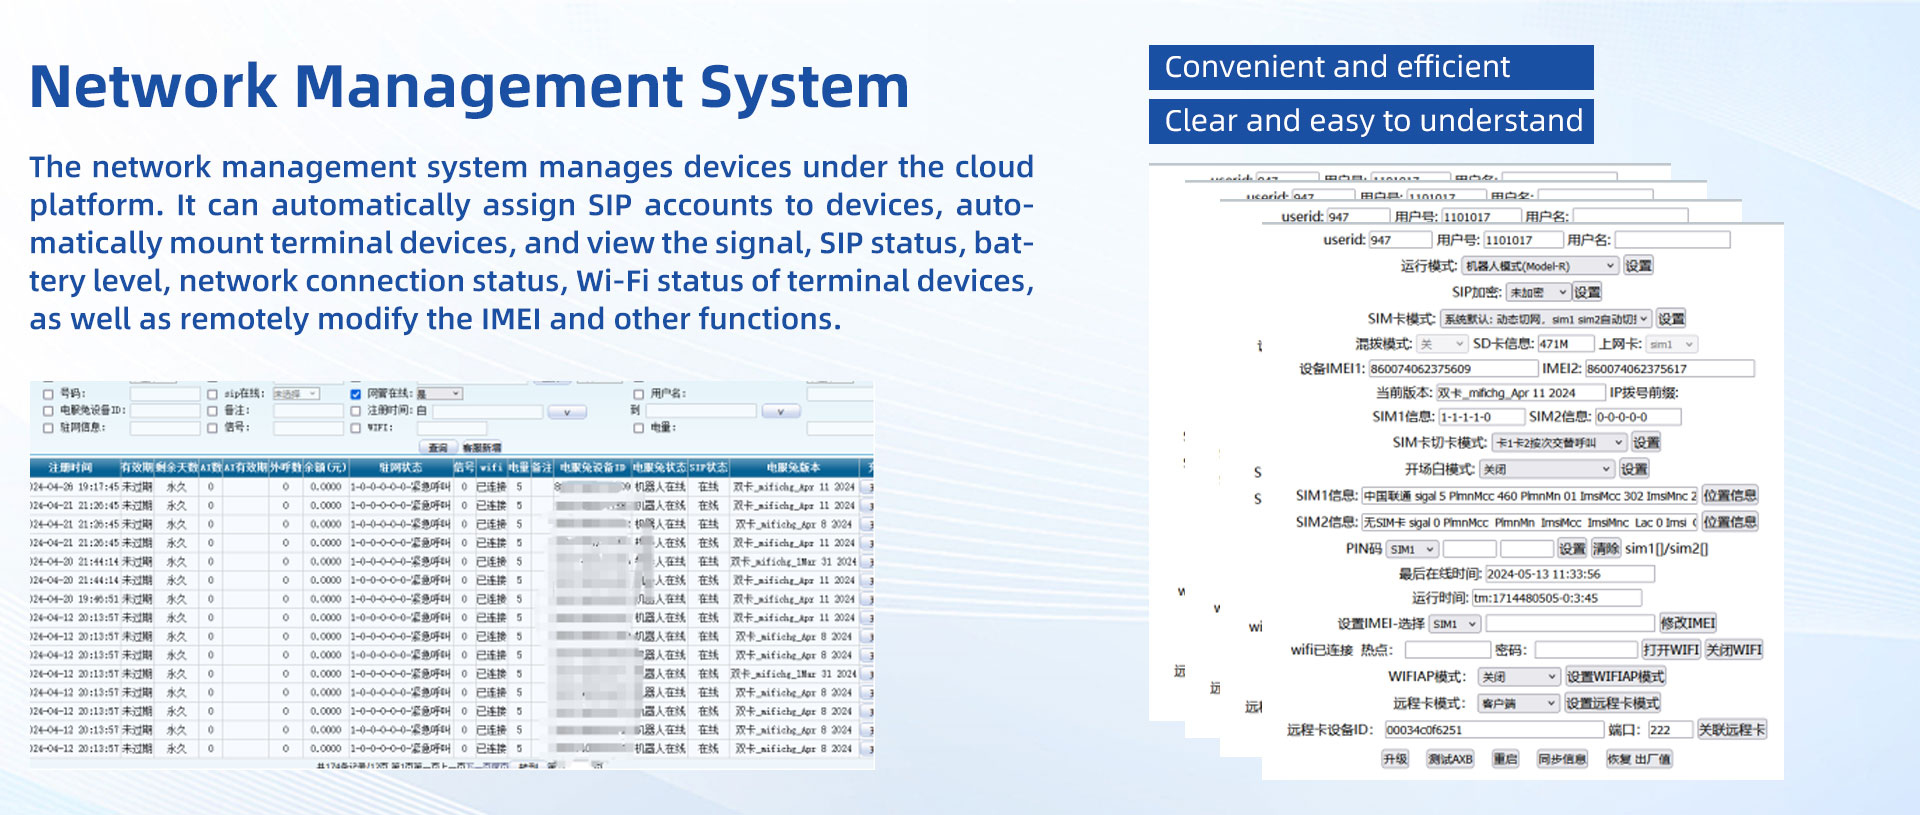 Network Management System
The network management system manages devices under the cloud
platform. It can automatically assign SIP accounts to devices, auto-
matically mount terminal devices, and view the signal, SIP status, bat-
tery level, network connection status, Wi-Fi status of terminal devices,
as well as remotely modify the IMEI and other functions.
号码: sip在线: 未选择 网管在线: 是 用户名:
电服免设备ID: 备注: 注册时间: 自 v 到 v
驻网信息: 信号: WIFI: 电量:
查询 客服新增
注册时间 有效期 剩余天数 AI数 AI有效期 外呼数 余额(元) 驻网状态 信号 wifi 电量 备注 电服免设备ID 电服免状态 SIP状态 电服免版本
24-04-26 19:17:45 未过期 永久 0 0 0.0000 1-0-0-0-0-0-紧急呼叫 0 已连接 5 机器人在线 在线 双卡_mifichg_Apr 11 2024
24-04-21 21:26:45 未过期 永久 0 0 0.0000 1-0-0-0-0-0-紧急呼叫 0 已连接 5 机器人在线 在线 双卡_mifichg_Apr 11 2024
24-04-21 21:26:45 未过期 永久 0 0 0.0000 1-0-0-0-0-0-紧急呼叫 0 已连接 5 机器人在线 在线 双卡_mifichg_Apr 8 2024
24-04-21 21:26:45 未过期 永久 0 0 0.0000 1-0-0-0-0-0-紧急呼叫 0 已连接 5 人在线 在线 双卡_mifichg_Apr 11 2024
24-04-20 21:44:14 未过期 永久 0 0 0.0000 1-0-0-0-0-0-紧急呼叫 0 已连接 5 人在线 在线 双卡_mifichg_1Mar 31 2024
24-04-20 21:44:14 未过期 永久 0 0 0.0000 1-0-0-0-0-0-紧急呼叫 0 已连接 5 人在线 在线 双卡_mifichg_Apr 11 2024
24-04-20 19:46:51 未过期 永久 0 0 0.0000 1-0-0-0-0-0-紧急呼叫 0 已连接 5 机器人在线 在线 双卡_mifichg_Apr 11 2024
24-04-12 20:13:57 未过期 永久 0 0 0.0000 1-0-0-0-0-0-紧急呼叫 0 已连接 5 机器人在线 在线 双卡_mifichg_Apr 11 2024
24-04-12 20:13:57 未过期 永久 0 0 0.0000 1-0-0-0-0-0-紧急呼叫 0 已连接 5 机器人在线 在线 双卡_mifichg_Apr 8 2024
24-04-12 20:13:57 未过期 永久 0 0 0.0000 1-0-0-0-0-0-紧急呼叫 0 已连接 5 器人在线 在线 双卡_mifichg_Apr 8 2024
24-04-12 20:13:57 未过期 永久 0 0 0.0000 1-0-0-0-0-0-紧急呼叫 0 已连接 5 器人在线 在线 双卡_mifichg_1Mar 31 2024
24-04-12 20:13:57 未过期 永久 0 0 0.0000 1-0-0-0-0-0-紧急呼叫 0 已连接 5 器人在线 在线 双卡_mifichg_Apr 8 2024
24-04-12 20:13:57 未过期 永久 0 0 0.0000 1-0-0-0-0-0-紧急呼叫 0 已连接 5 器人在线 在线 双卡_mifichg_Apr 8 2024
24-04-12 20:13:57 未过期 永久 0 0 0.0000 1-0-0-0-0-0-紧急呼叫 0 已连接 5 机器人在线 在线 双卡_mifichg_Apr 8 2024
24-04-12 20:13:57 未过期 永久 0 0 0.0000 1-0-0-0-0-0-紧急呼叫 0 已连接 5 机器人在线 在线 双卡_mifichg_Apr 8 2024
Convenient and efficient
Clear and easy to understand
userid: 947 用户号: 1101017 用户名:
userid: 947 用户号: 1101017 用户名:
userid: 947 用户号: 1101017 用户名:
userid: 947 用户号: 1101017 用户名:
运行模式: 机器人模式(Model-R) 设置
SIP加密: 未加密 设置
SIM卡模式: 系统默认: 动态切网, sim1 sim2自动切 设置
混拨模式: 关 SD卡信息: 471M 上网卡: sim1
设备IMEI1: 860074062375609 IMEI2: 860074062375617
当前版本: 双卡_mifichg_Apr 11 2024 IP拨号前缀:
SIM1信息: 1-1-1-1-0 SIM2信息: 0-0-0-0-0
SIM卡切卡模式: 卡1卡2按次交替呼叫 设置
开场白模式: 关闭 设置
SIM1信息: 中国联通 sigal 5 PlmnMcc 460 PlmnMn 01 ImsiMcc 302 ImsiMnc 2 位置信息
SIM2信息: 无SIM卡 sigal 0 PlmnMcc PlmnMn ImsiMcc ImsiMnc Lac 0 Imsi 位置信息
PIN码 SIM1 设置 清除 sim1[]/sim2[]
最后在线时间: 2024-05-13 11:33:56
运行时间: tm:1714480505-0:3:45
设置IMEI-选择 SIM1 修改IMEI
wifi已连接 热点: 密码: 打开WIFI 关闭WIFI
WIFIAP模式: 关闭 设置WIFIAP模式
远程卡模式: 客户端 设置远程卡模式
远程卡设备ID: 00034c0f6251 端口: 222 关联远程卡
升级 测试AXB 重启 同步信息 恢复 出厂值